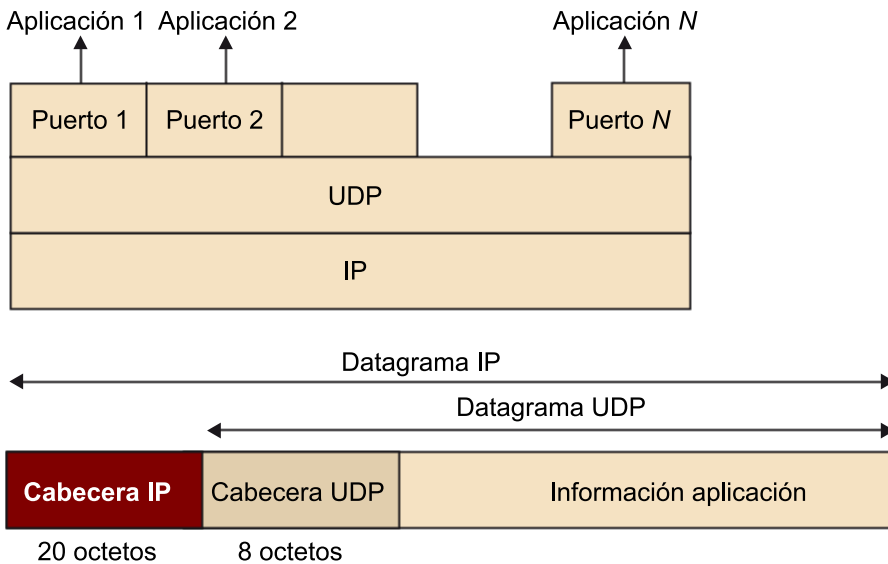 Aplicación 1 Aplicación 2 Aplicación N
Puerto 1 Puerto 2 Puerto N
UDP
IP
Datagrama IP
Datagrama UDP
Cabecera IP Cabecera UDP Información aplicación
20 octetos 8 octetos